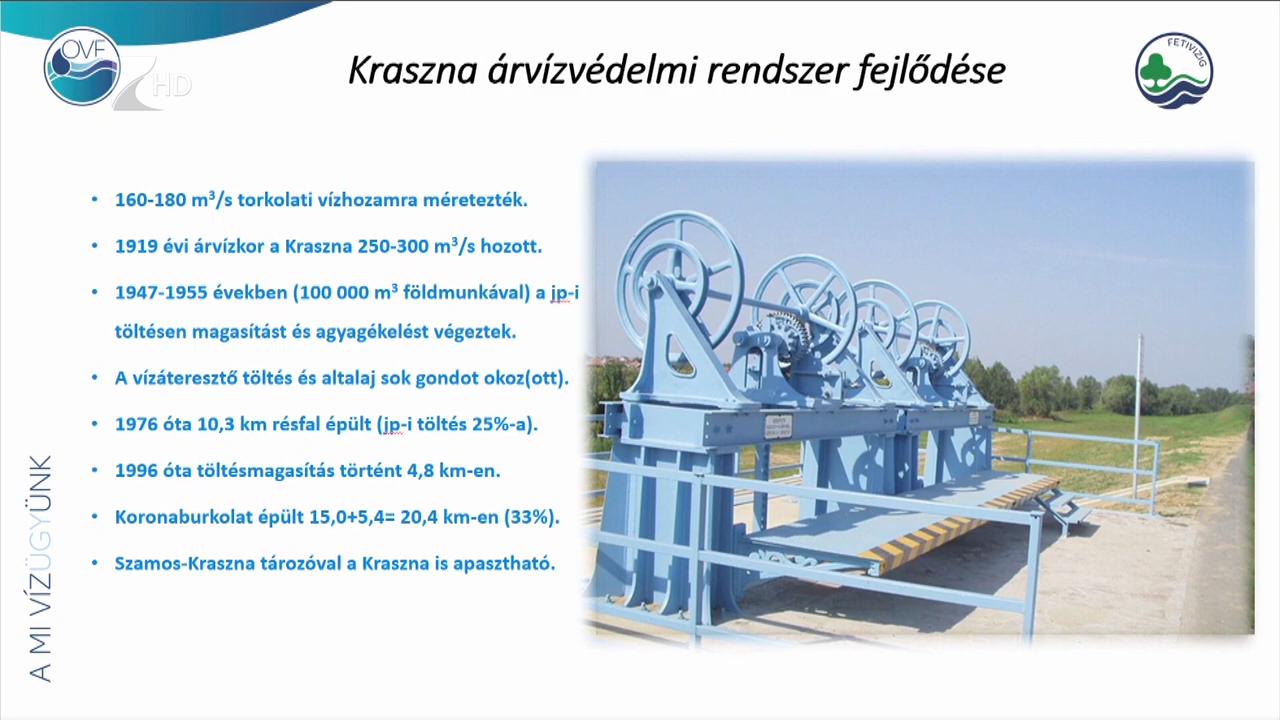 OVF
7 HD
Kraszna árvízvédelmi rendszer fejlődése
FETIVIZIG
• 160-180 m³/s torkolati vízhozamra méretezték.
• 1919 évi árvízkor a Kraszna 250-300 m³/s hozott.
• 1947-1955 években (100 000 m³ földmunkával) a jp-i
töltésen magasítást és agyagékelést végeztek.
• A vízáteresztő töltés és altalaj sok gondot okoz(ott).
• 1976 óta 10,3 km résfal épült (jp-i töltés 25%-a).
• 1996 óta töltésmagasítás történt 4,8 km-en.
• Koronaburkolat épült 15,0+5,4= 20,4 km-en (33%).
• Szamos-Kraszna tározóval a Kraszna is apasztható.
A MI VÍZÜGYÜNK